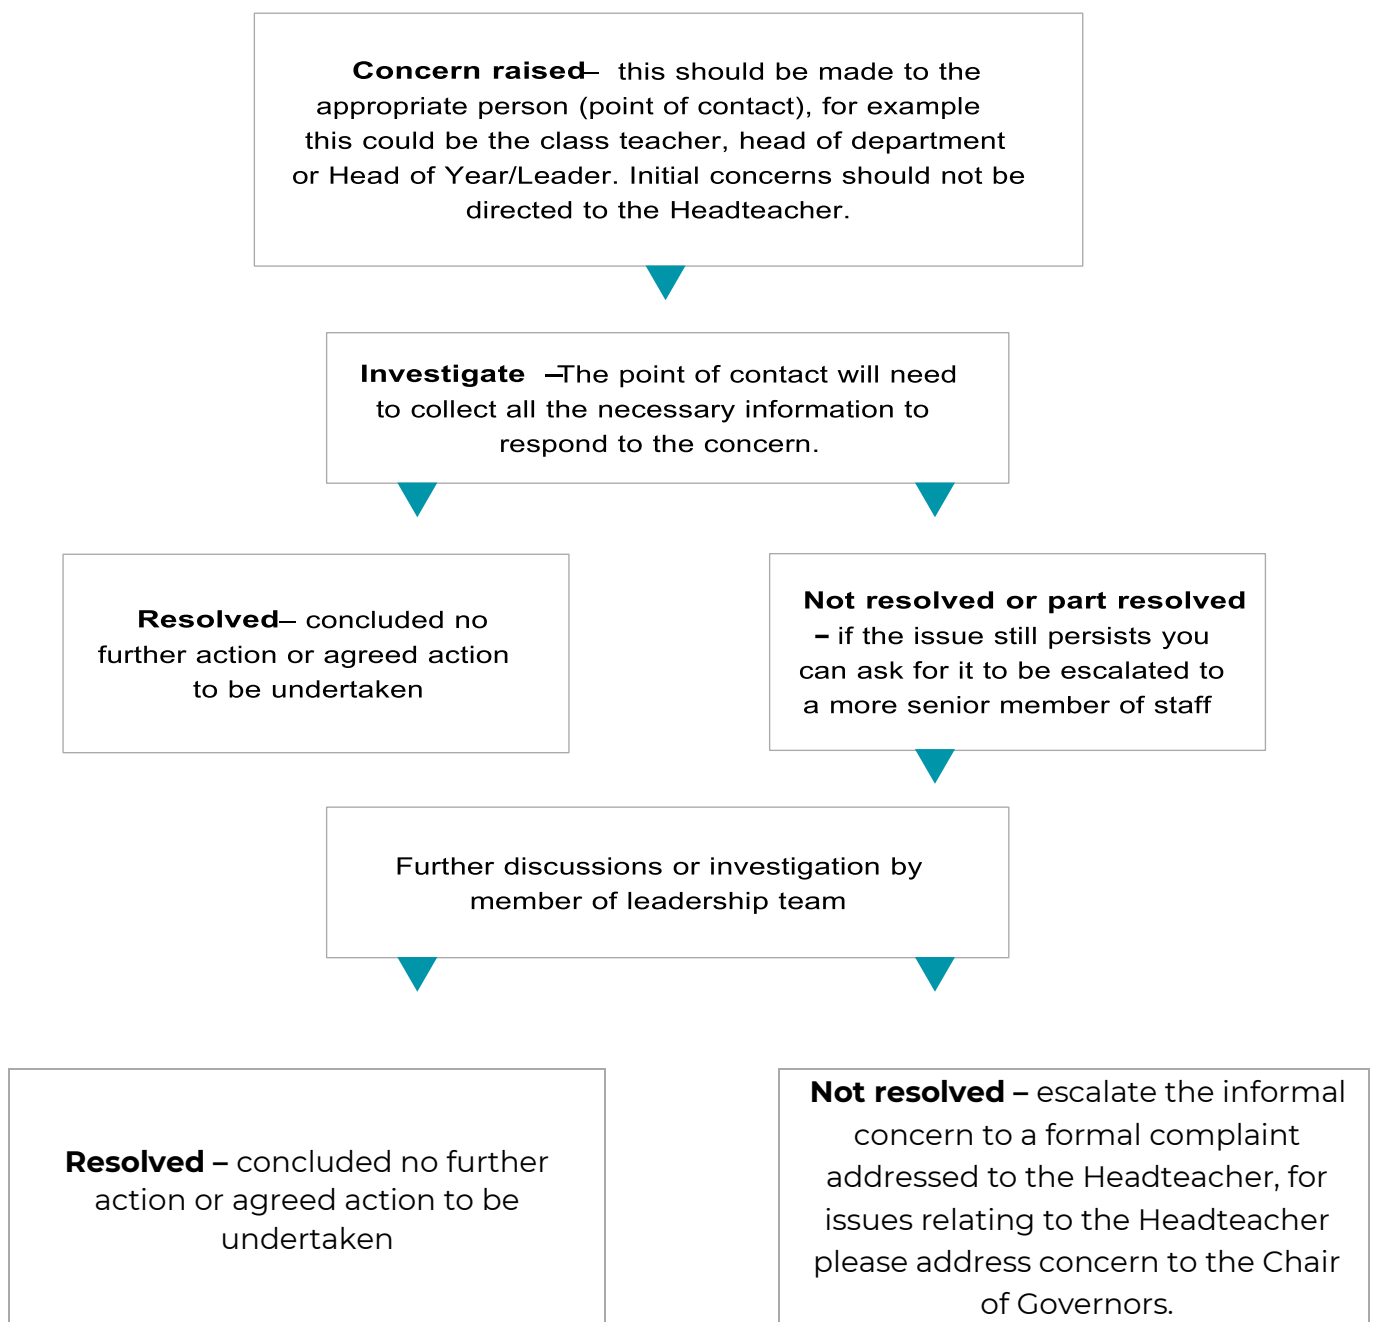 Concern raised– this should be made to the
appropriate person (point of contact), for example
this could be the class teacher, head of department
or Head of Year/Leader. Initial concerns should not be
directed to the Headteacher.
Investigate –The point of contact will need
to collect all the necessary information to
respond to the concern.
Resolved– concluded no
further action or agreed action
to be undertaken
Not resolved or part resolved
– if the issue still persists you
can ask for it to be escalated to
a more senior member of staff
Further discussions or investigation by
member of leadership team
Resolved – concluded no further
action or agreed action to be
undertaken
Not resolved – escalate the informal
concern to a formal complaint
addressed to the Headteacher, for
issues relating to the Headteacher
please address concern to the Chair
of Governors.